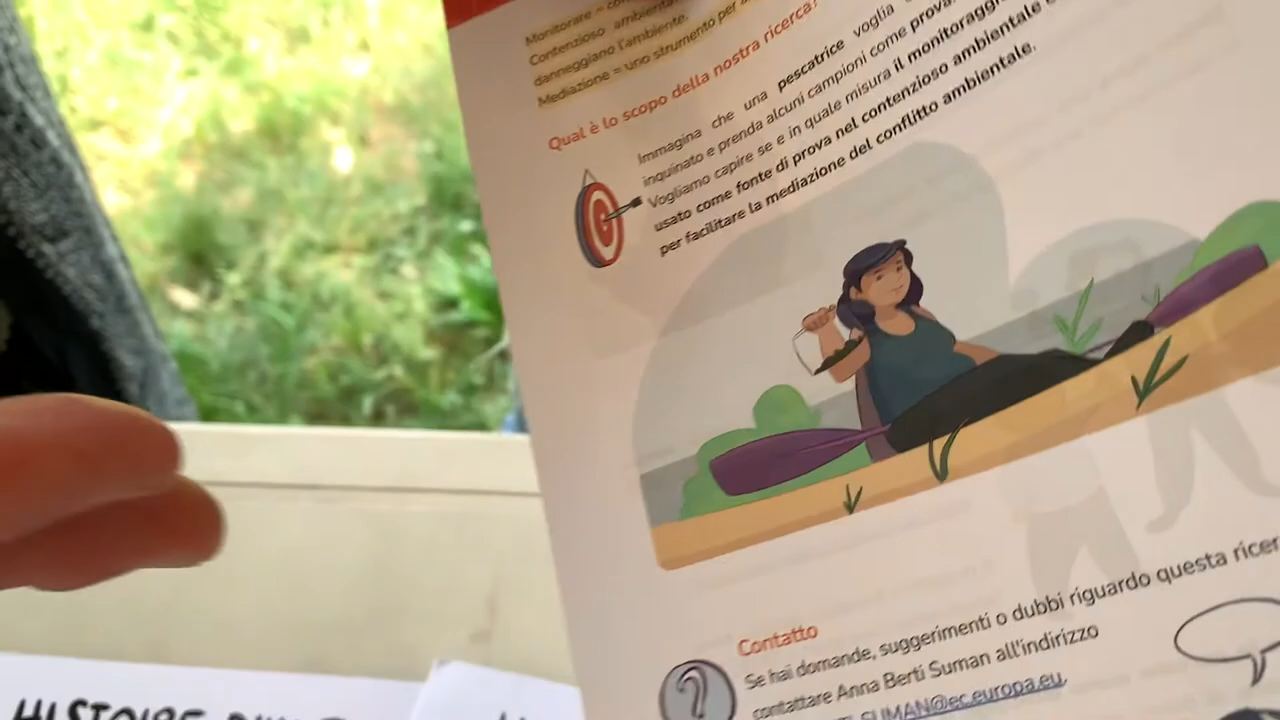 Monitorare =
Contenzioso
danneggiano l'ambiente.
Mediazione = uno strumento per
Qual è lo scopo della nostra ricerca?
Immagina che una pescatrice voglia
inquinato e prenda alcuni campioni come prova.
Vogliamo capire se e in quale misura il
usato come fonte di prova nel contenzioso ambientale
per facilitare la mediazione del conflitto ambientale.
Contatto
Se hai domande, suggerimenti o dubbi riguardo questa
contattare Anna Berti Suman all'indirizzo
SUMAN@ec.europa.eu.
HISTOIRE